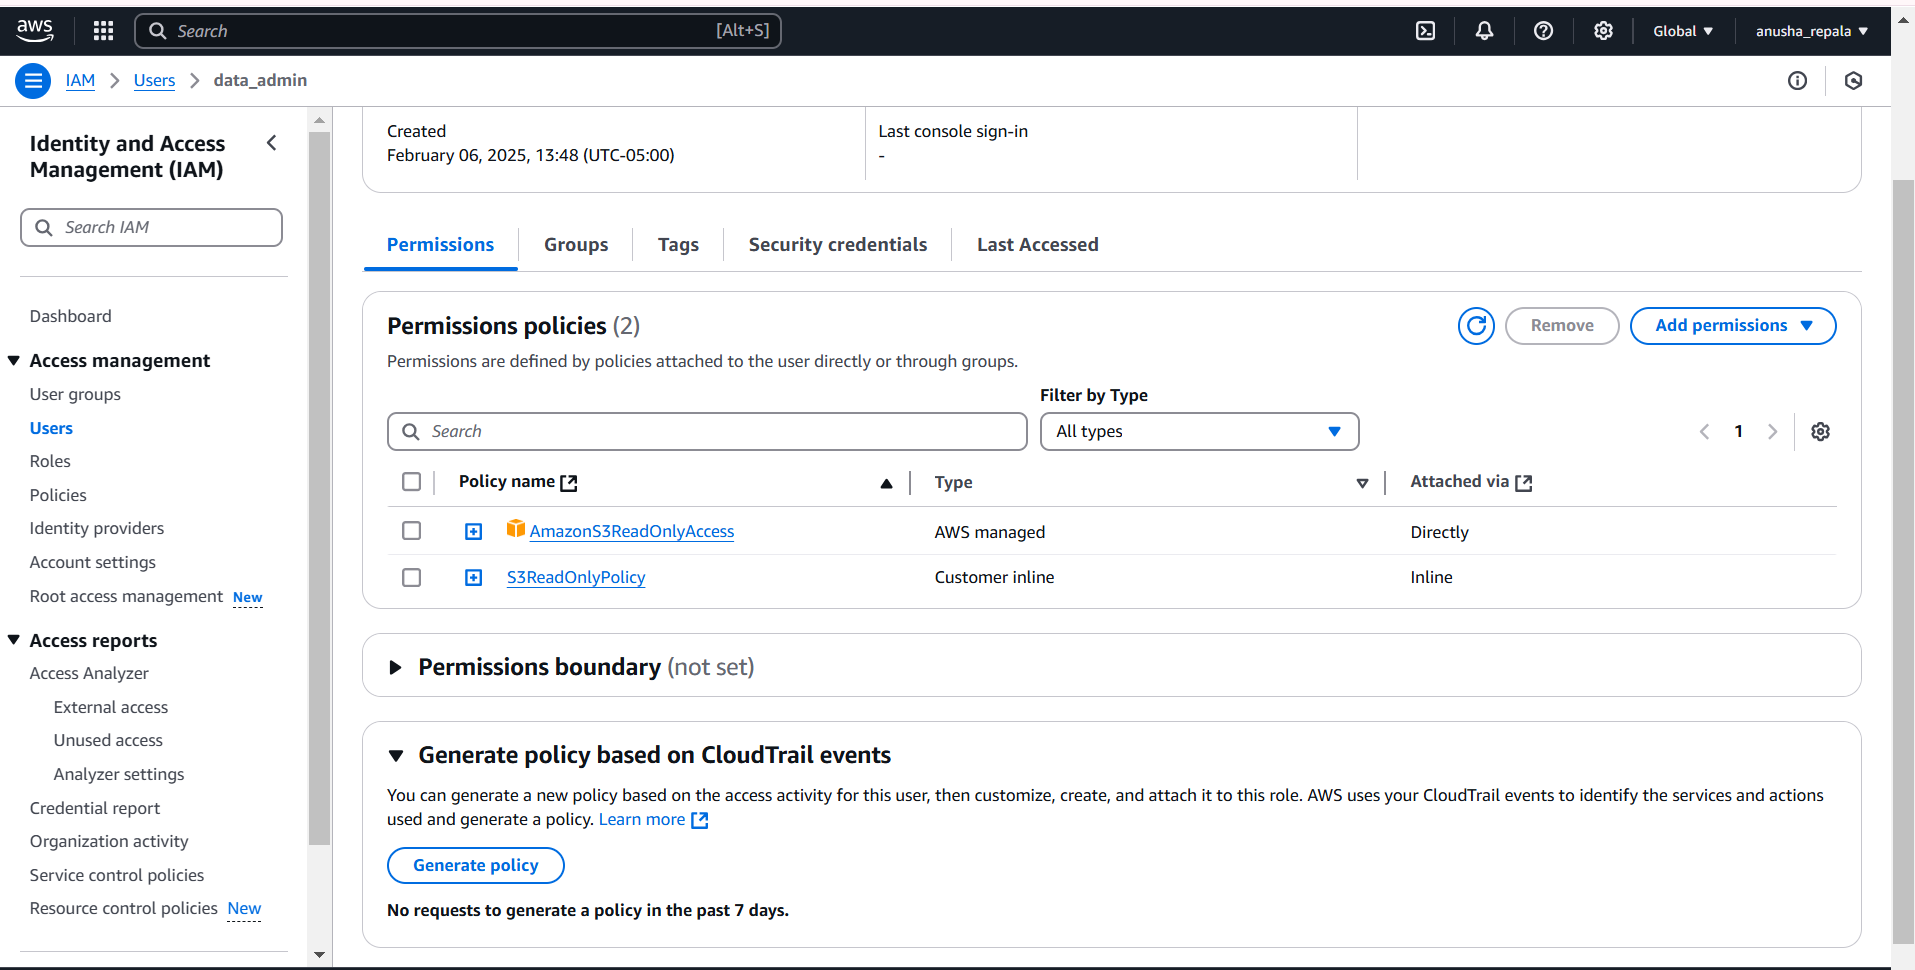 aws
Search [Alt+S]
Global
anusha_repala
IAM > Users > data_admin
Identity and Access
Management (IAM)
Search IAM
Dashboard
Access management
User groups
Users
Roles
Policies
Identity providers
Account settings
Root access management New
Access reports
Access Analyzer
External access
Unused access
Analyzer settings
Credential report
Organization activity
Service control policies
Resource control policies New
Created
February 06, 2025, 13:48 (UTC-05:00)
Last console sign-in
-
Permissions Groups Tags Security credentials Last Accessed
Permissions policies (2)
Remove
Add permissions
Permissions are defined by policies attached to the user directly or through groups.
Filter by Type
Search
All types
1
Policy name Type Attached via
AmazonS3ReadOnlyAccess AWS managed Directly
S3ReadOnlyPolicy Customer inline Inline
Permissions boundary (not set)
Generate policy based on CloudTrail events
You can generate a new policy based on the access activity for this user, then customize, create, and attach it to this role. AWS uses your CloudTrail events to identify the services and actions
used and generate a policy. Learn more
Generate policy
No requests to generate a policy in the past 7 days.